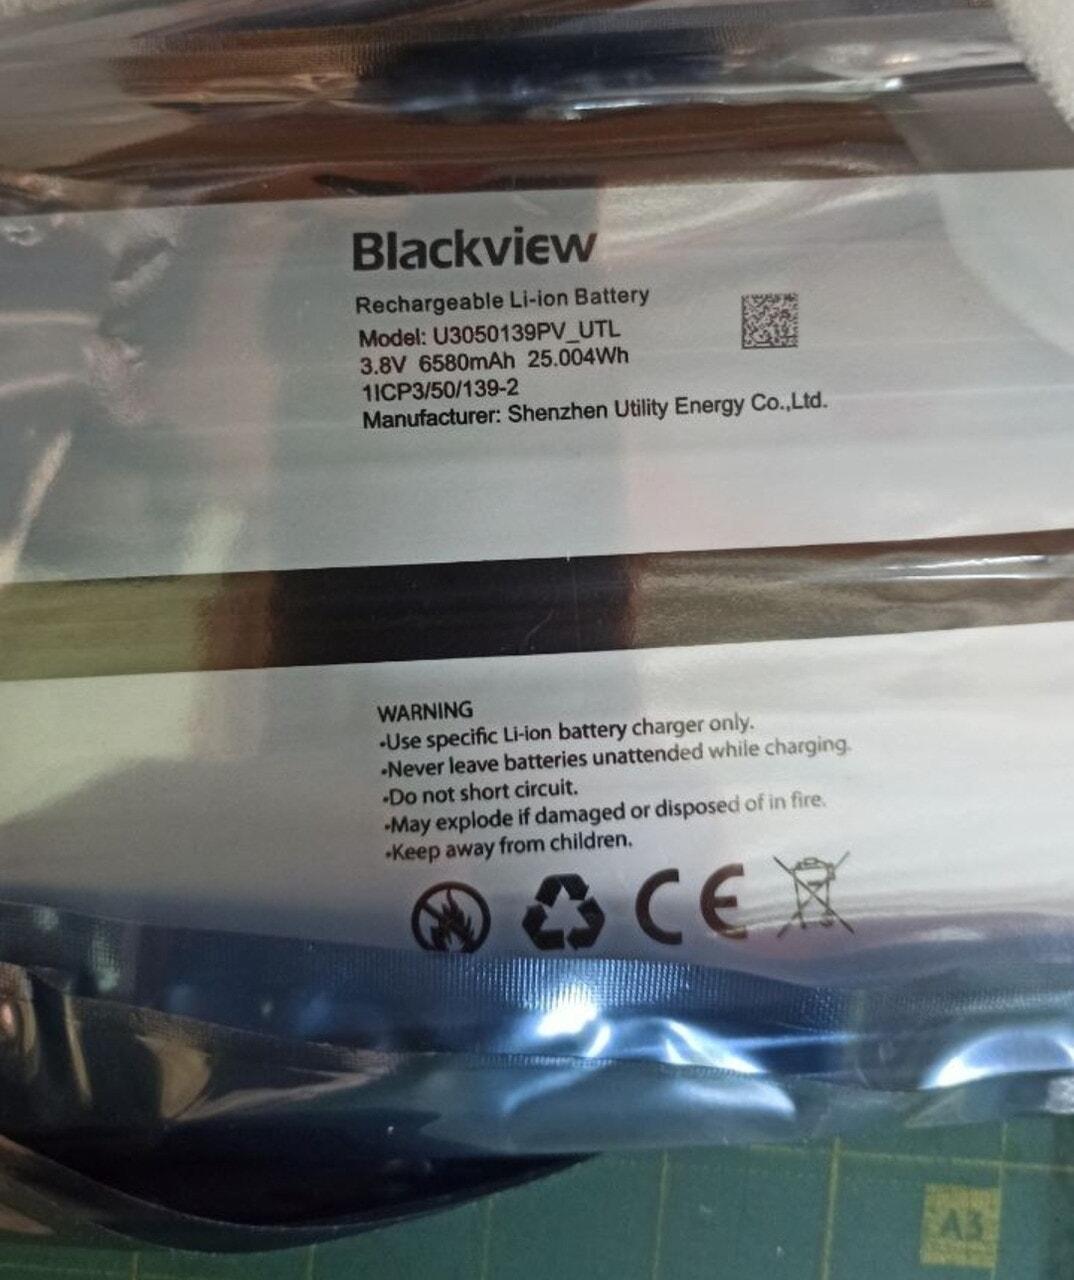 Blackview
Rechargeable Li-ion Battery
Model: U3050139PV_UTL
3.8V 6580mAh 25.004Wh
1ICP3/50/139-2
Manufacturer: Shenzhen Utility Energy Co.,Ltd.
WARNING
•Use specific Li-ion battery charger only.
•Never leave batteries unattended while charging.
•Do not short circuit.
•May explode if damaged or disposed of in fire.
•Keep away from children.
CE
A3